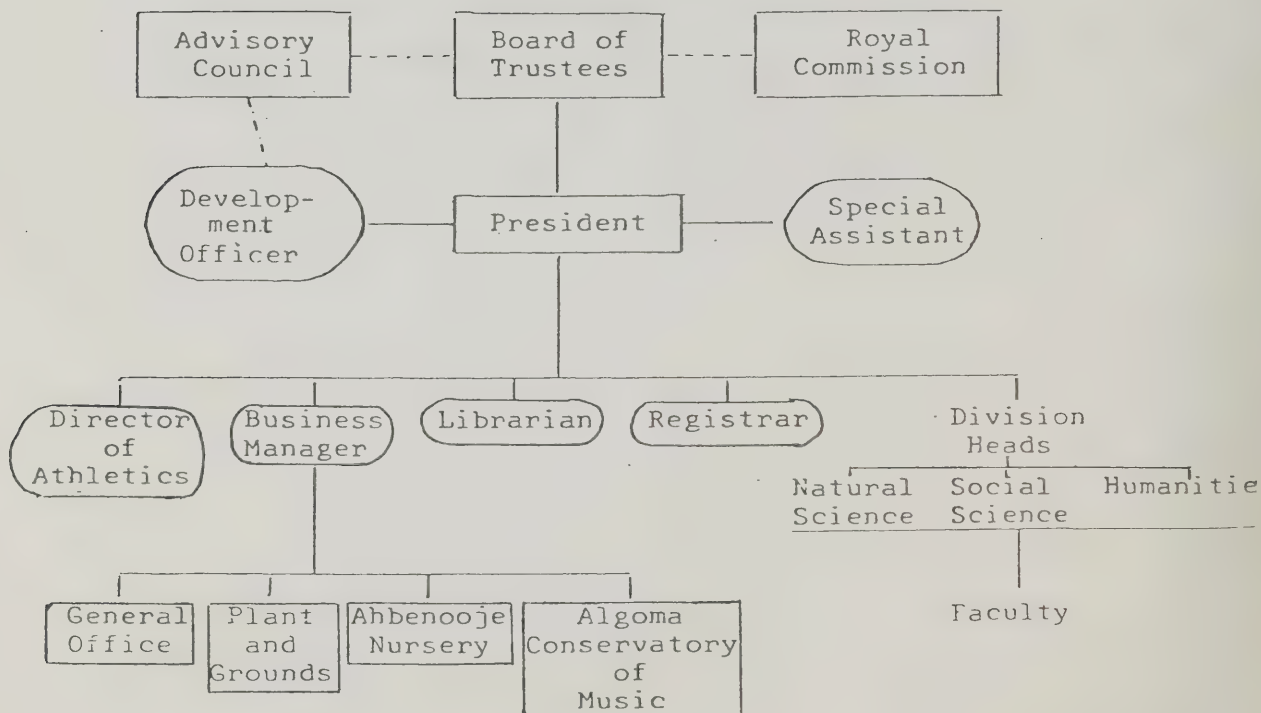 Advisory
Council
Board of
Trustees
Royal
Commission
Develop-
ment
Officer
President
Special
Assistant
Director
of
Athletics
Business
Manager
Librarian
Registrar
Division
Heads
Natural
Science
Social
Science
Humanitie
General
Office
Plant
and
Grounds
Ahbenooje
Nursery
Algoma
Conservatory
of
Music
Faculty